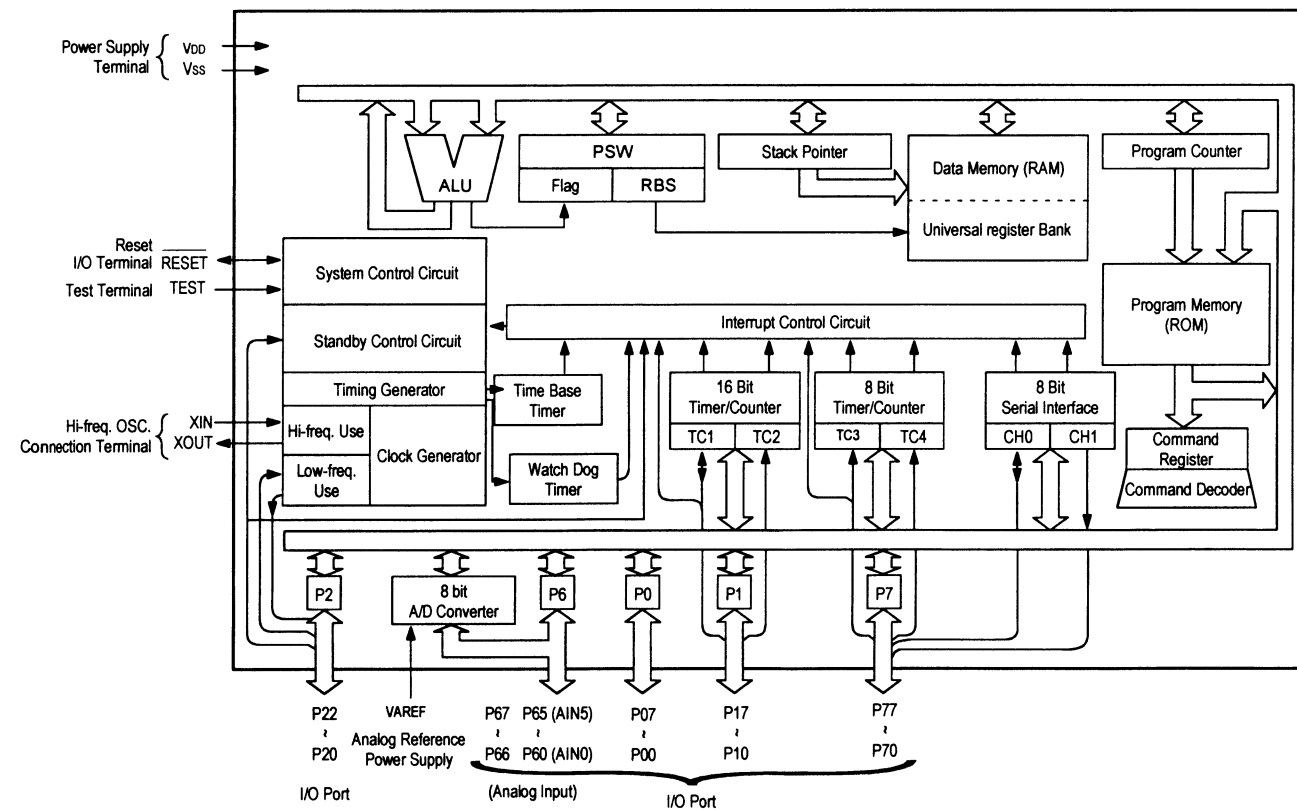 Power Supply
Terminal
VDD
VSS
ALU
PSW
Flag
RBS
Stack Pointer
Data Memory (RAM)
Universal register Bank
Program Counter
Reset
I/O Terminal
RESET
Test Terminal
TEST
System Control Circuit
Standby Control Circuit
Timing Generator
Hi-freq. Use
Low-freq.
Use
Clock Generator
Hi-freq. OSC.
Connection Terminal
XIN
XOUT
Interrupt Control Circuit
Time Base
Timer
Watch Dog
Timer
16 Bit
Timer/Counter
TC1
TC2
8 Bit
Timer/Counter
TC3
TC4
8 Bit
Serial Interface
CH0
CH1
Program Memory
(ROM)
Command
Register
Command Decoder
P2
8 bit
A/D Converter
P6
P0
P1
P7
P22
~
P20
I/O Port
VAREF
Analog Reference
Power Supply
P67
~
P66
P65 (AIN5)
~
P60 (AIN0)
(Analog Input)
P07
~
P00
P17
~
P10
P77
~
P70
I/O Port